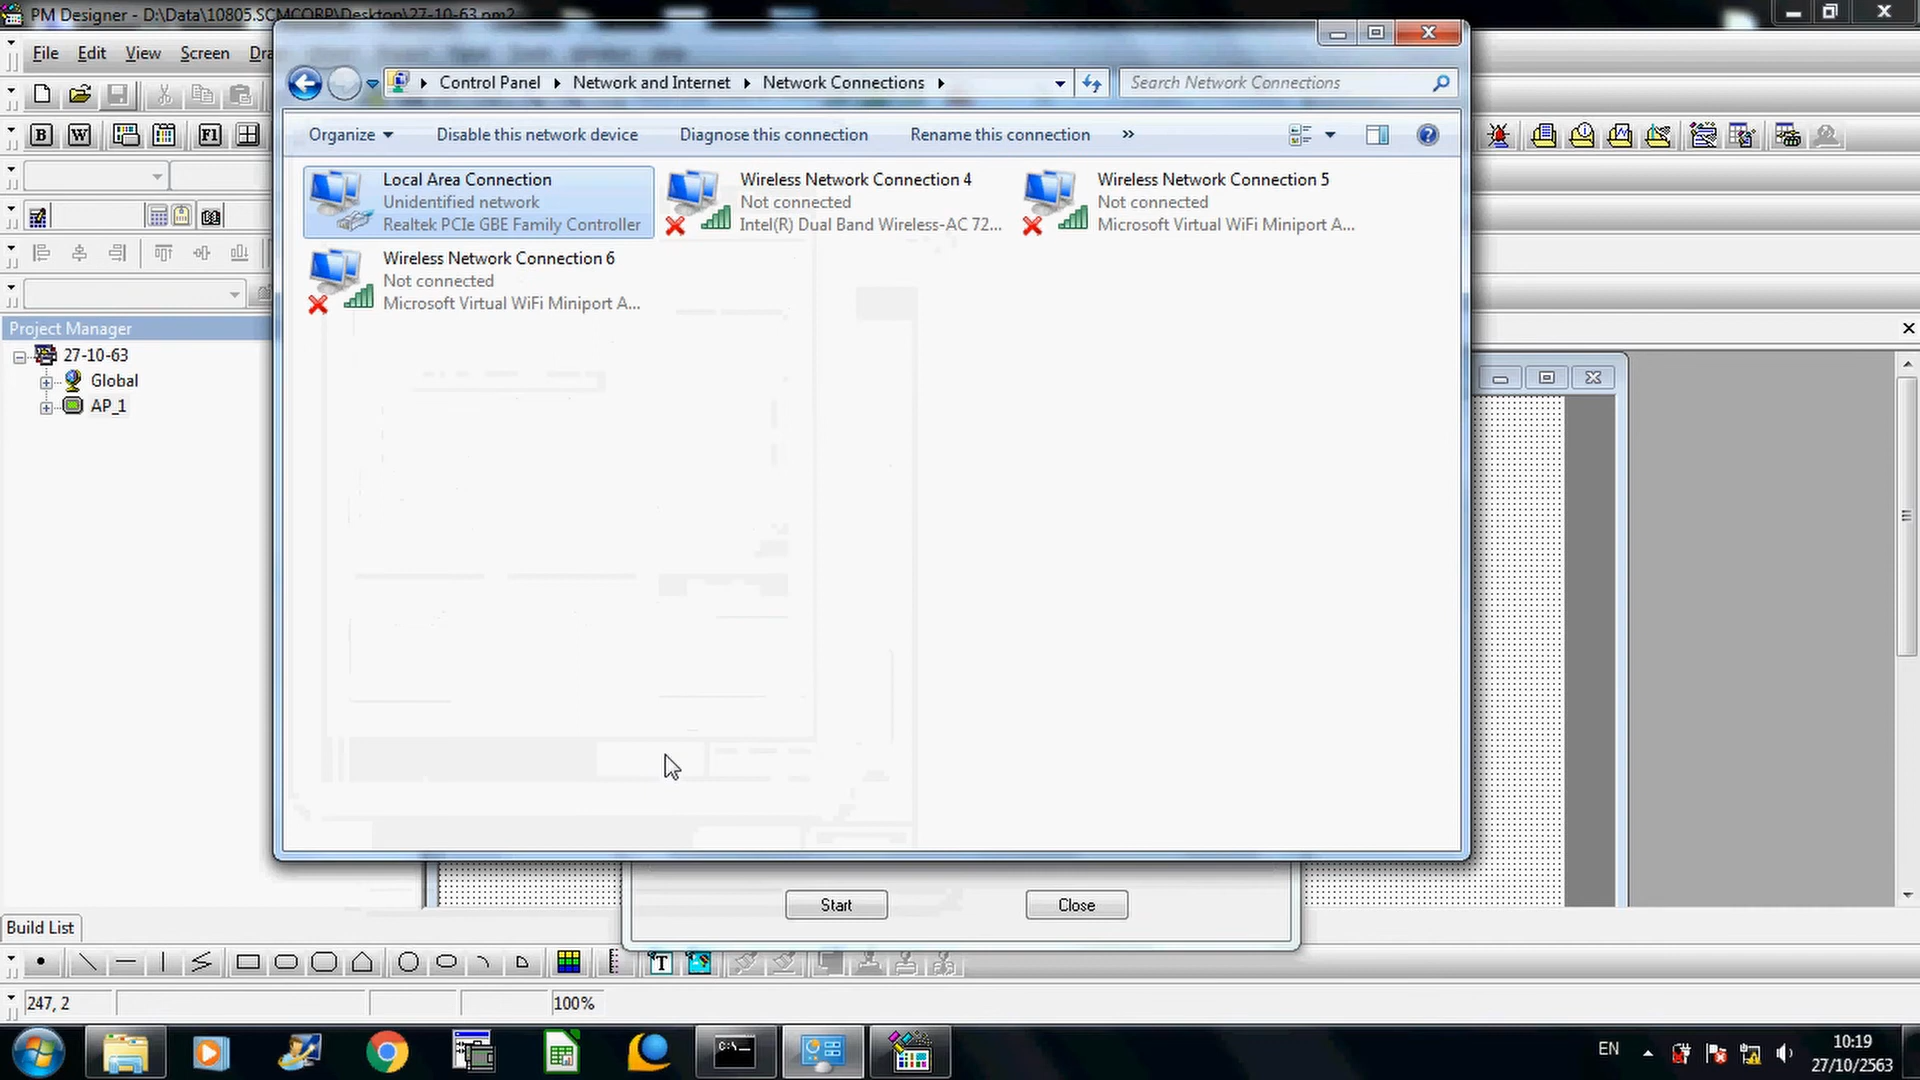 PM Designer - D:\Data\10805.SCMCORP\Desktop\27-10-63.pm2
File Edit View Screen
Control Panel Network and Internet Network Connections
Search Network Connections
Organize Disable this network device Diagnose this connection Rename this connection »
B W F1
Local Area Connection
Unidentified network
Realtek PCIe GBE Family Controller
Wireless Network Connection 4
Not connected
Intel(R) Dual Band Wireless-AC 72...
Wireless Network Connection 5
Not connected
Microsoft Virtual WiFi Miniport A...
Wireless Network Connection 6
Not connected
Microsoft Virtual WiFi Miniport A...
Project Manager
27-10-63
Global
AP_1
Start Close
Build List
T
247, 2 100%
C:\_
EN
10:19
27/10/2563